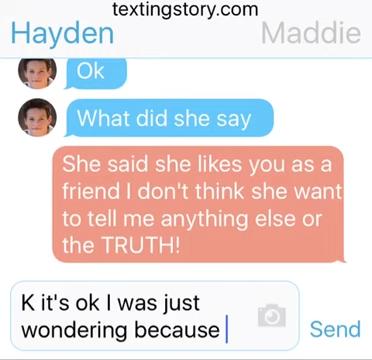 textingstory.com
Hayden
Maddie
Ok
What did she say
She said she likes you as a
friend I don't think she want
to tell me anything else or
the TRUTH!
K it's ok I was just
wondering because
Send